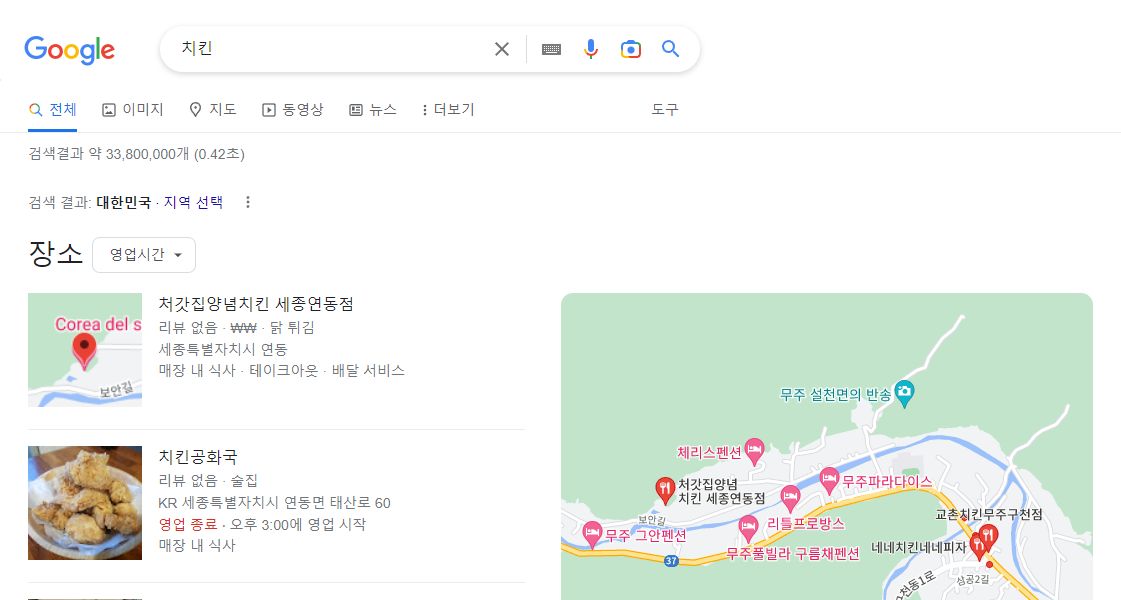 Google
치킨
전체
이미지
지도
동영상
뉴스
더보기
도구
검색결과 약 33,800,000개 (0.42초)
검색 결과: 대한민국 · 지역 선택
장소
영업시간
Corea del s
보안길
처갓집양념치킨 세종연동점
리뷰 없음 · ₩₩ · 닭 튀김
세종특별자치시 연동
매장 내 식사 · 테이크아웃 · 배달 서비스
치킨공화국
리뷰 없음 · 술집
KR 세종특별자치시 연동면 태산로 60
영업 종료 · 오후 3:00에 영업 시작
매장 내 식사
무주 설천면의 반송
체리스펜션
처갓집양념
치킨 세종연동점
무주파라다이스
보안길
리틀프로방스
교촌치킨무주구천점
무주 그안펜션
무주풀빌라 구름채펜션
네네치킨네네피자
37
삼공2길